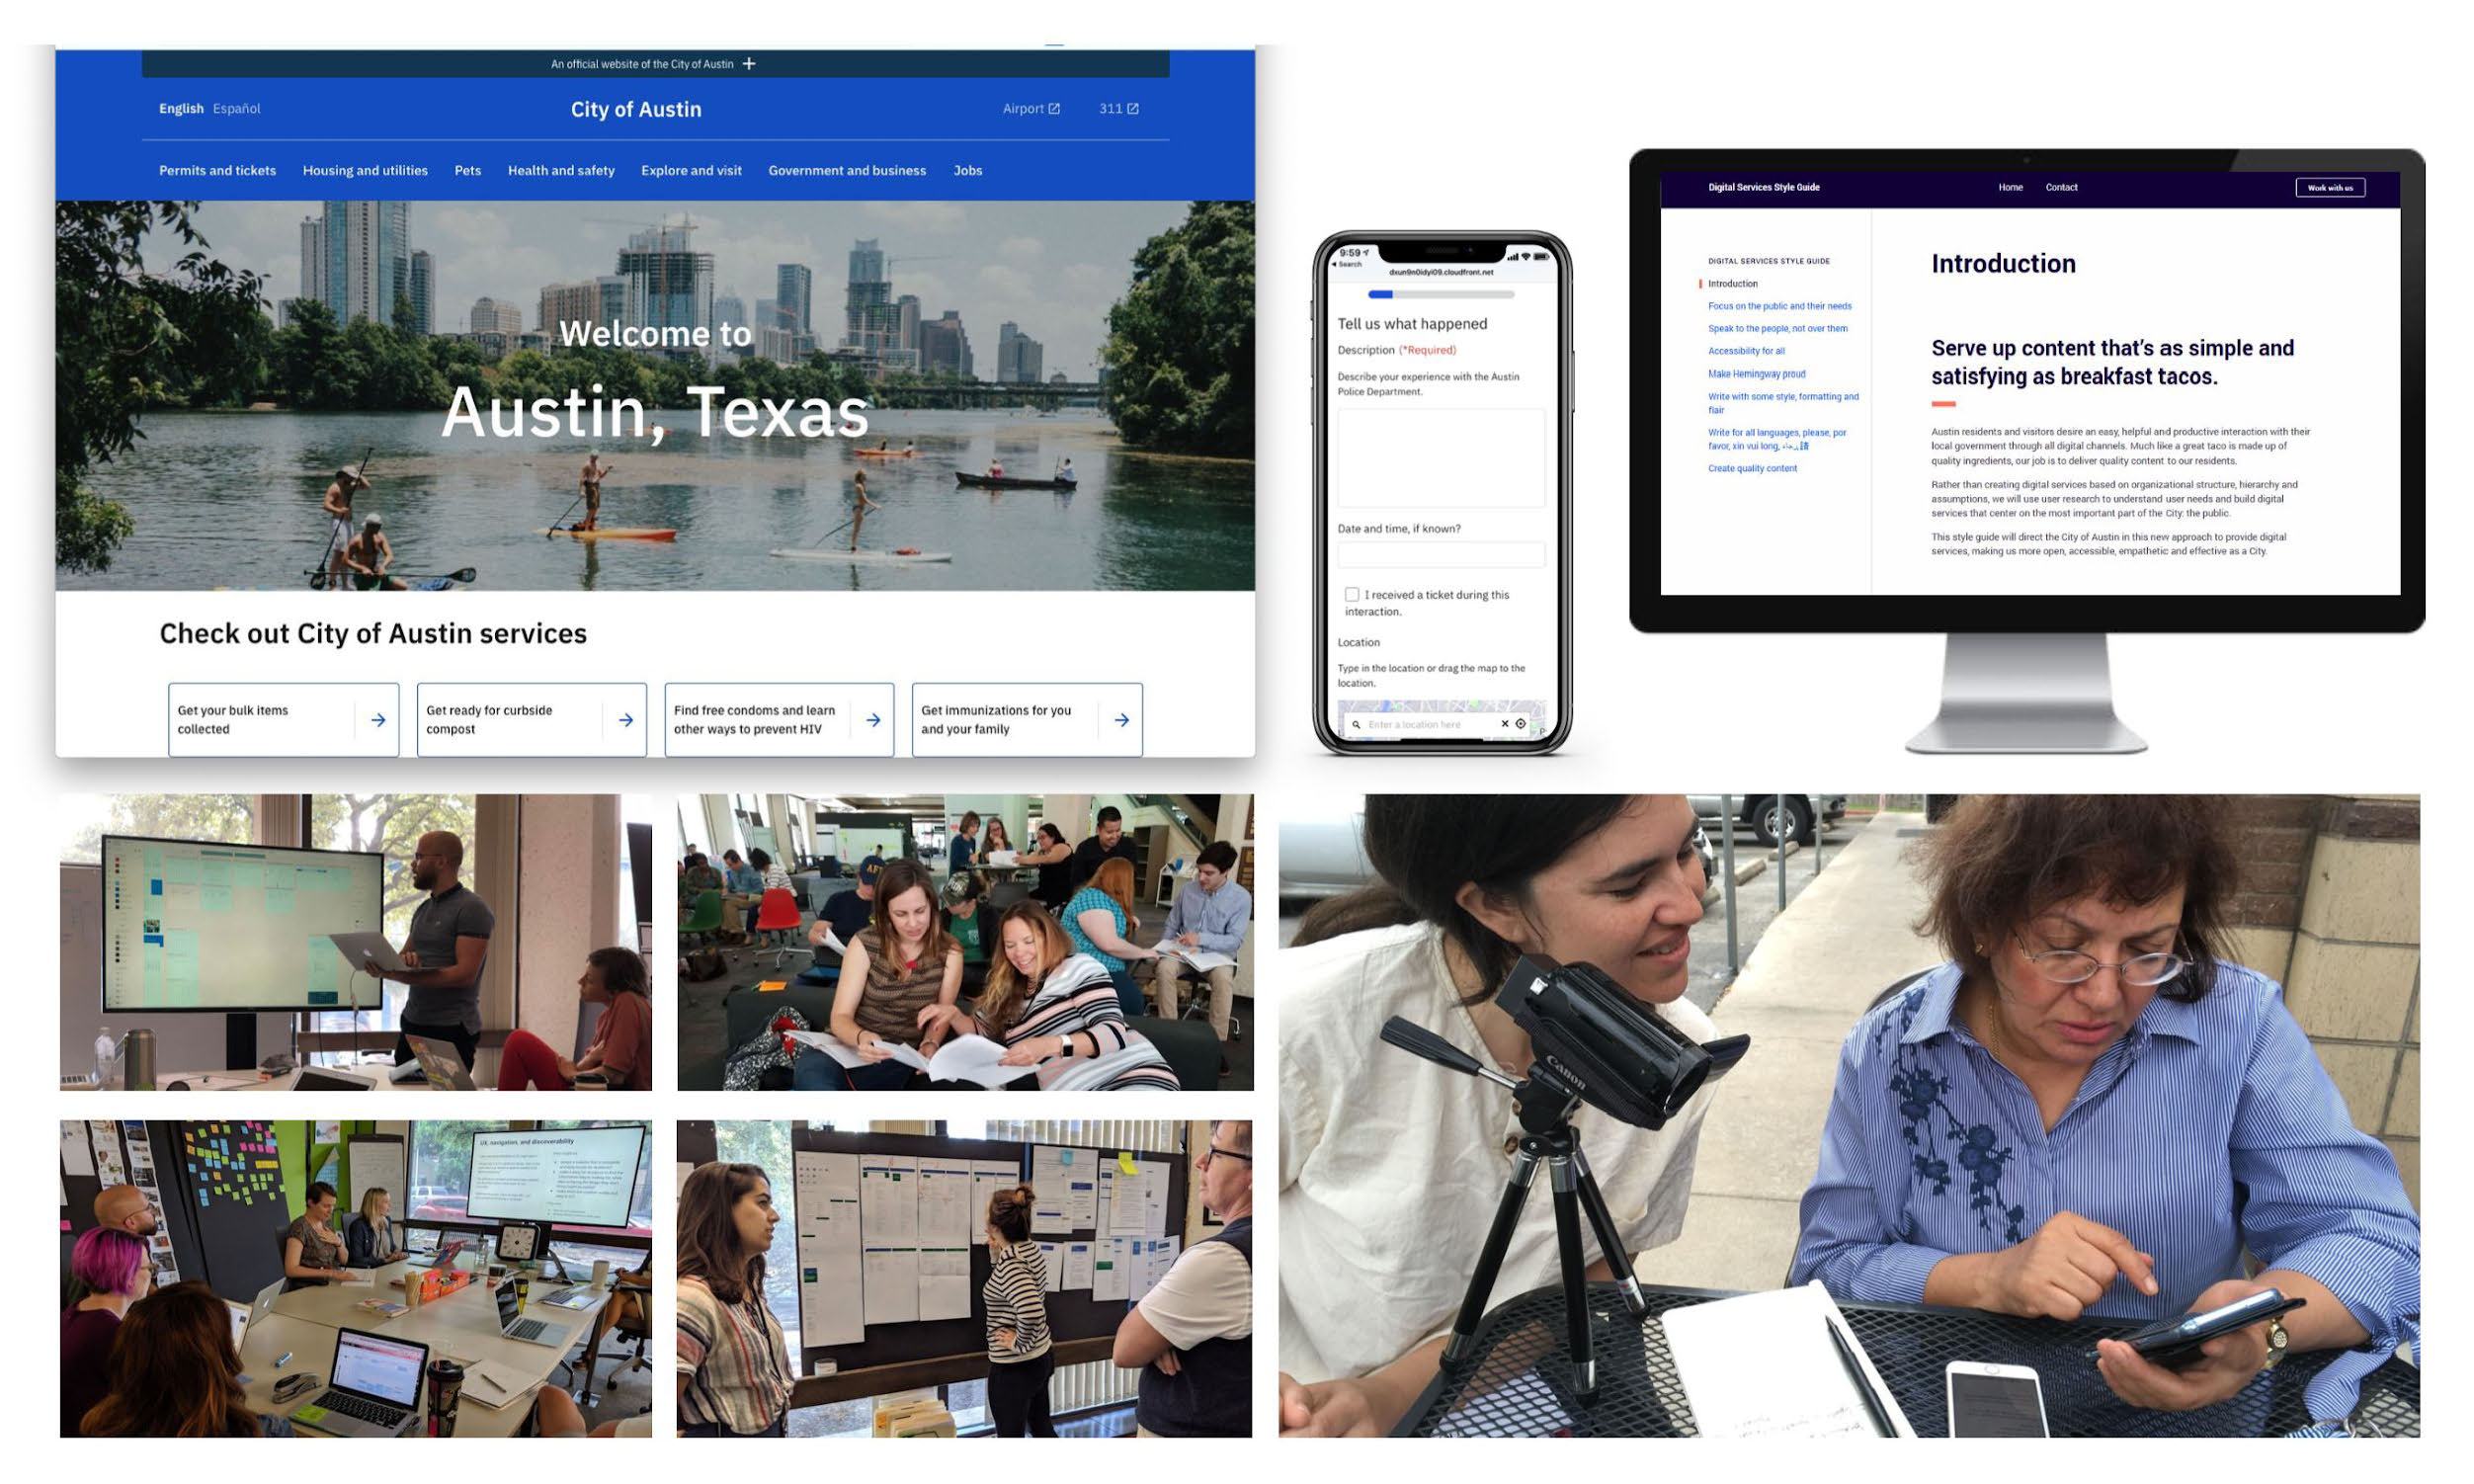 An official website of the City of Austin
English Español
City of Austin
Airport
311
Permits and tickets
Housing and utilities
Pets
Health and safety
Explore and visit
Government and business
Jobs
Welcome to
Austin, Texas
Check out City of Austin services
Get your bulk items
collected
Get ready for curbside
compost
Find free condoms and learn
other ways to prevent HIV
Get immunizations for you
and your family
9:59
Search
dxun9n0idyi09.cloudfront.net
Tell us what happened
Description (*Required)
Describe your experience with the Austin
Police Department.
Date and time, if known?
I received a ticket during this
interaction.
Location
Type in the location or drag the map to the
location.
Enter a location here
Digital Services Style Guide
Home
Contact
Work with us
DIGITAL SERVICES STYLE GUIDE
Introduction
Focus on the public and their needs
Speak to the people, not over them
Accessibility for all
Make Hemingway proud
Write with some style, formatting and
flair
Write for all languages, please, por
favor, xin vui long,
Create quality content
Introduction
Serve up content that's as simple and
satisfying as breakfast tacos.
Austin residents and visitors desire an easy, helpful and productive interaction with their
local government through all digital channels. Much like a great taco is made up of
quality ingredients, our job is to deliver quality content to our residents.
Rather than creating digital services based on organizational structure, hierarchy and
assumptions, we will use user research to understand user needs and build digital
services that center on the most important part of the City: the public.
This style guide will direct the City of Austin in this new approach to provide digital
services, making us more open, accessible, empathetic and effective as a City.
UX, navigation, and discoverability
Canon